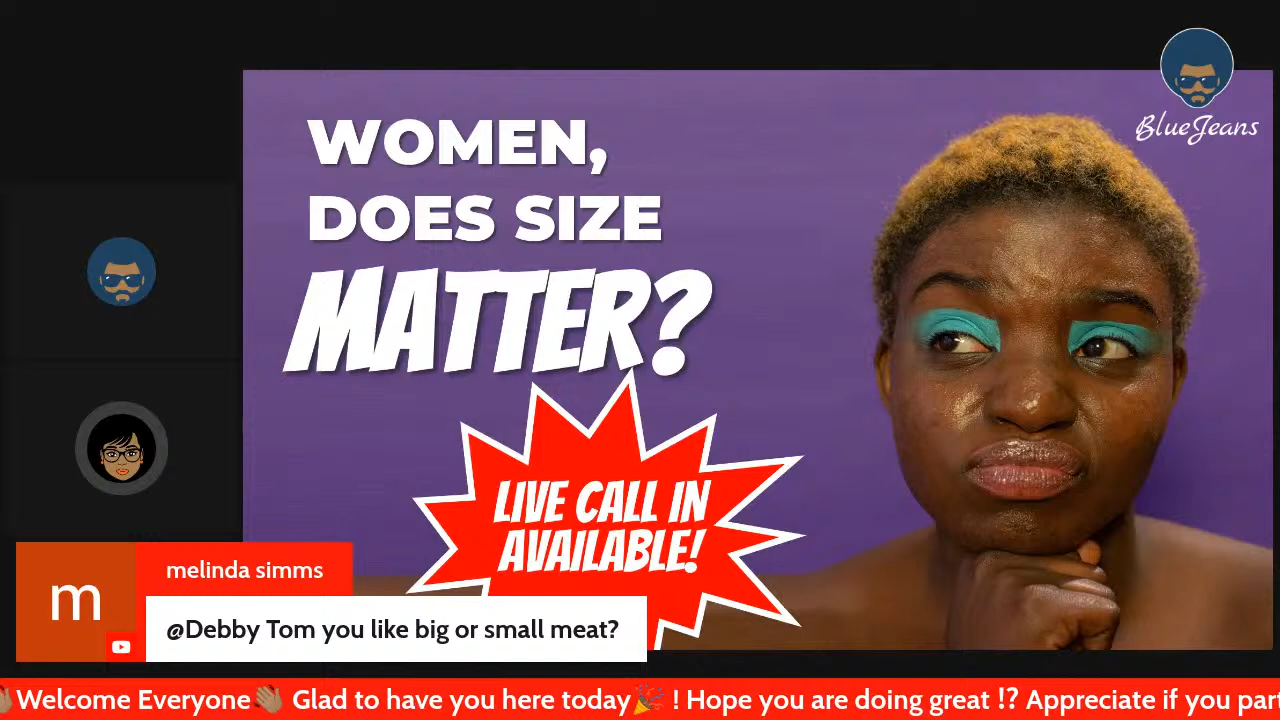 BlueJeans
WOMEN,
DOES SIZE
MATTER?
LIVE CALL IN
AVAILABLE!
m
melinda simms
@Debby Tom you like big or small meat?
👋🏽Welcome Everyone👋🏽 Glad to have you here today🎉 ! Hope you are doing great ⁉ Appreciate if you par